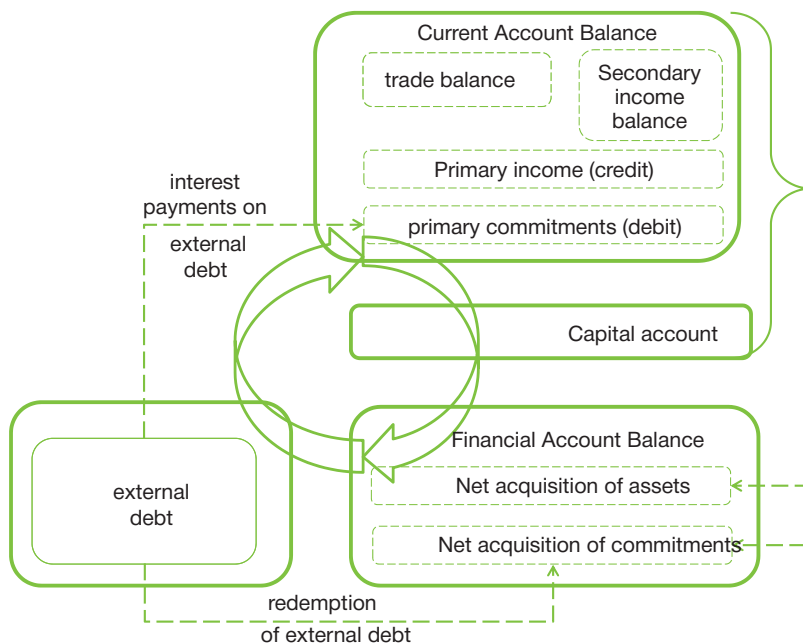 Current Account Balance
trade balance
Secondary
income
balance
Primary income (credit)
primary commitments (debit)
interest
payments on
external
debt
Capital account
Financial Account Balance
Net acquisition of assets
Net acquisition of commitments
external
debt
redemption
of external debt